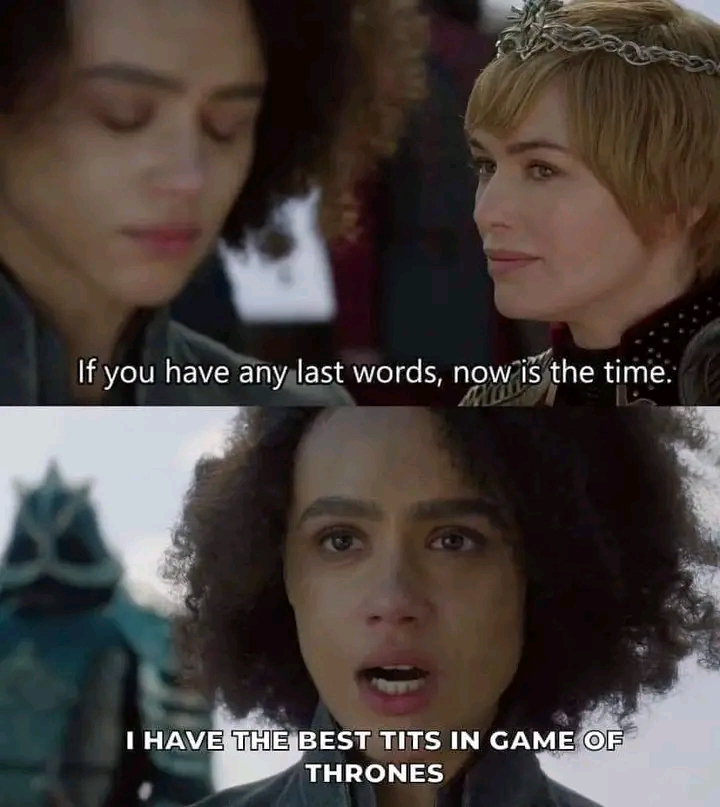 If you have any last words, now is the time.
I HAVE THE BEST TITS IN GAME OF
THRONES